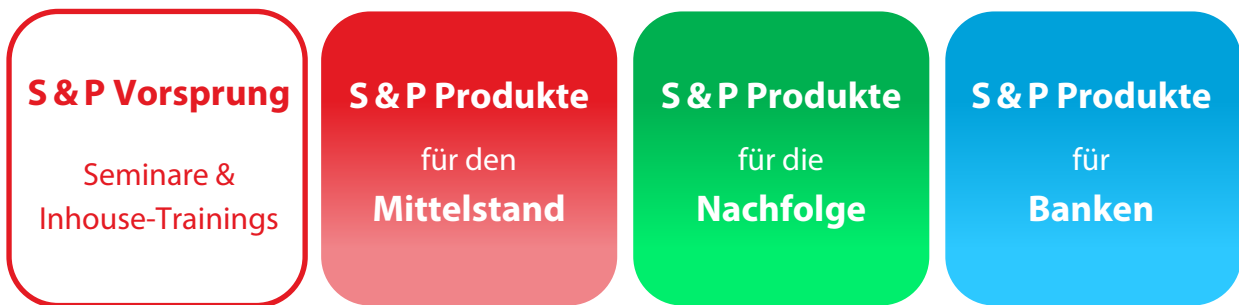 S & P Vorsprung
Seminare &
Inhouse-Trainings
S & P Produkte
für den
Mittelstand
S & P Produkte
für die
Nachfolge
S & P Produkte
für
Banken